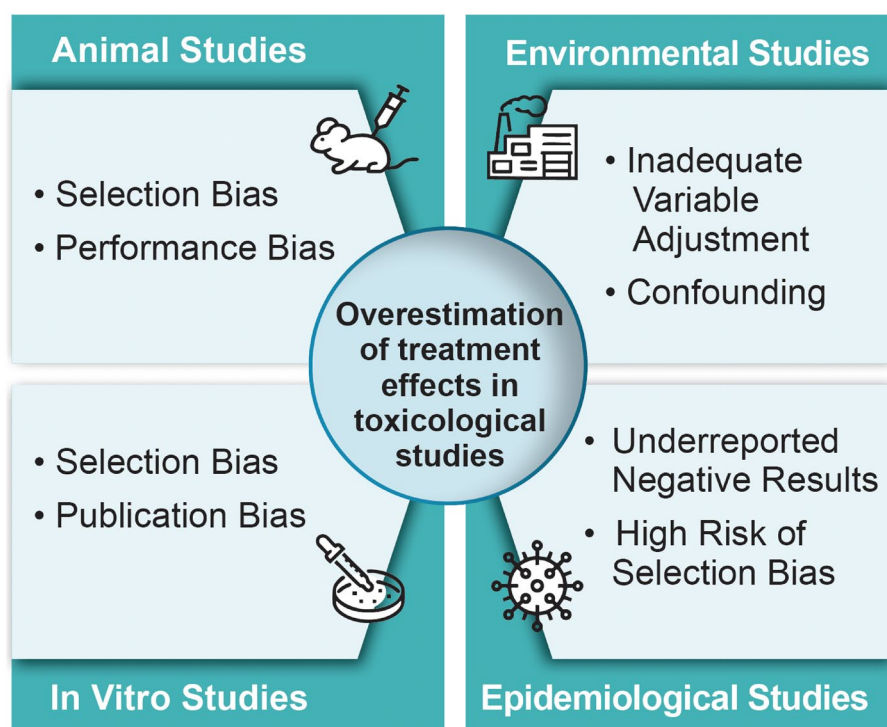 Animal Studies
• Selection Bias
• Performance Bias
Environmental Studies
• Inadequate
Variable
Adjustment
• Confounding
Overestimation
of treatment
effects in
toxicological
studies
• Selection Bias
• Publication Bias
In Vitro Studies
• Underreported
Negative Results
• High Risk of
Selection Bias
Epidemiological Studies